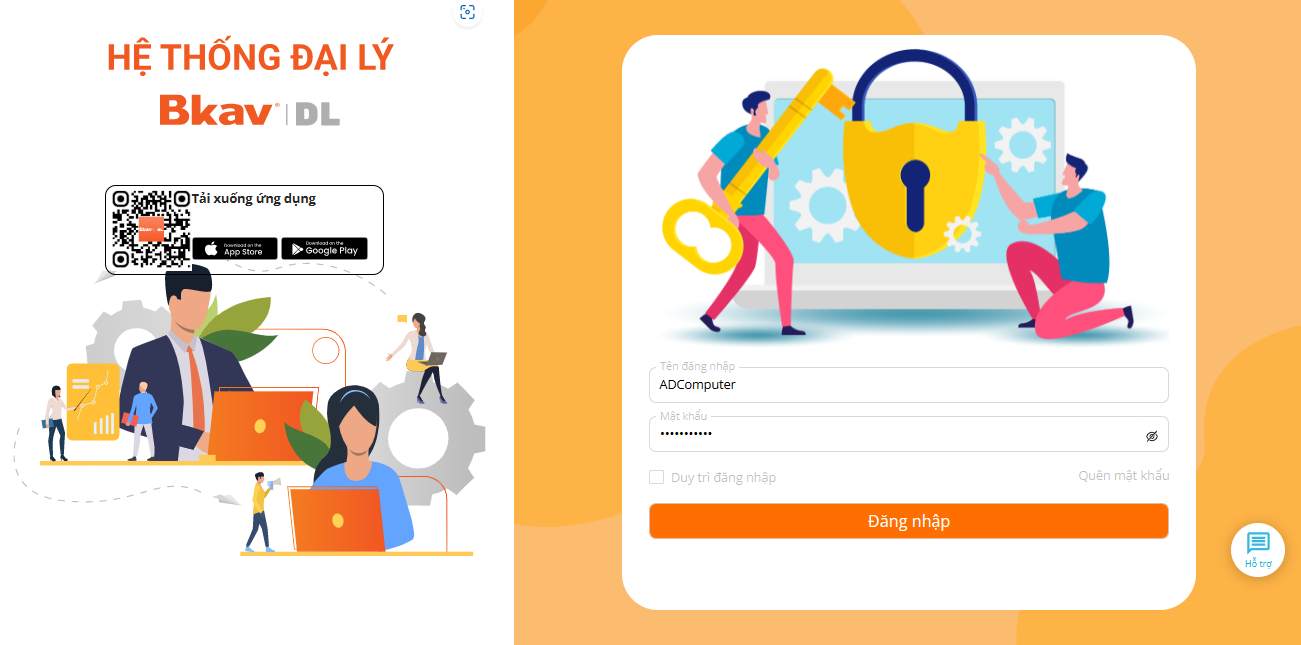 HỆ THỐNG ĐẠI LÝ
Bkav® | DL
Tải xuống ứng dụng
Download on the
App Store
Download on the
Google Play
Tên đăng nhập
ADComputer
Mật khẩu
•••••••••••
Duy trì đăng nhập
Quên mật khẩu
Đăng nhập
Hỗ trợ